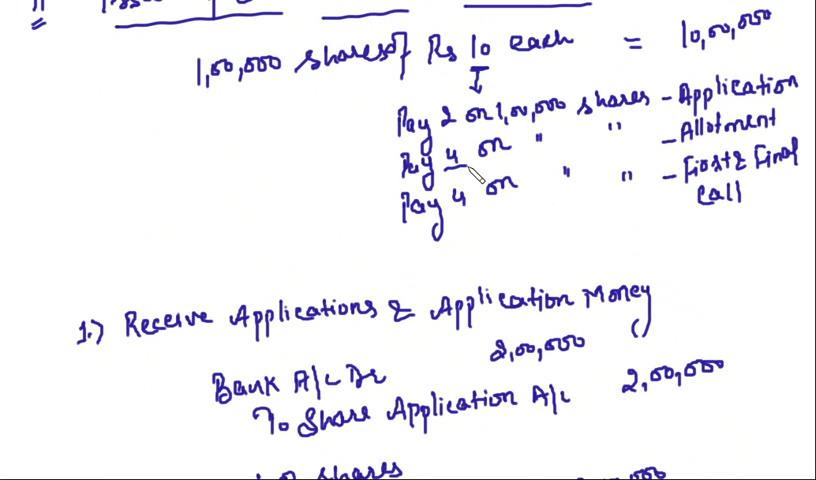 1,00,000 shares of Rs 10 each = 10,00,000
Pay 2 on 1,00,000 shares - Application
Pay 4 on " " - Allotment
Pay 4 on " " - First & Final Call
1.) Receive Applications & Application Money
Bank A/c Dr 2,00,000
To Share Application A/c 2,00,000
shares